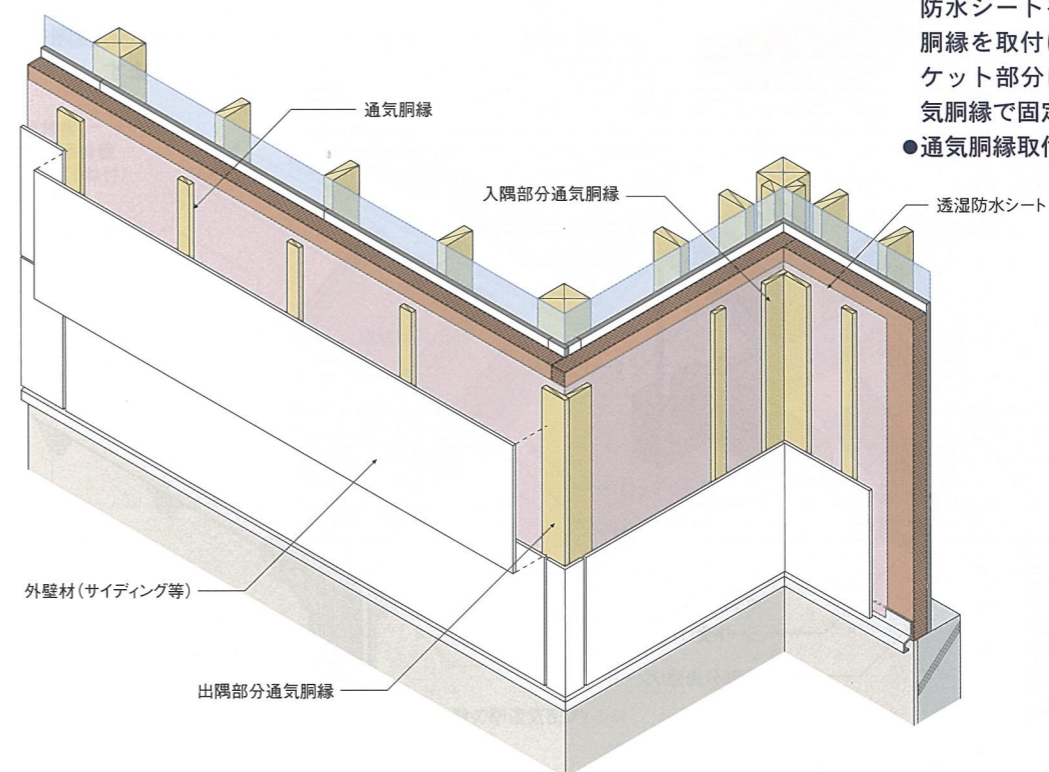 防水シート
胴縁を取付
ケット部分
気胴縁で固定
●通気胴縁取付
通気胴縁
入隅部分通気胴縁
透湿防水シート
外壁材(サイディング等)
出隅部分通気胴縁